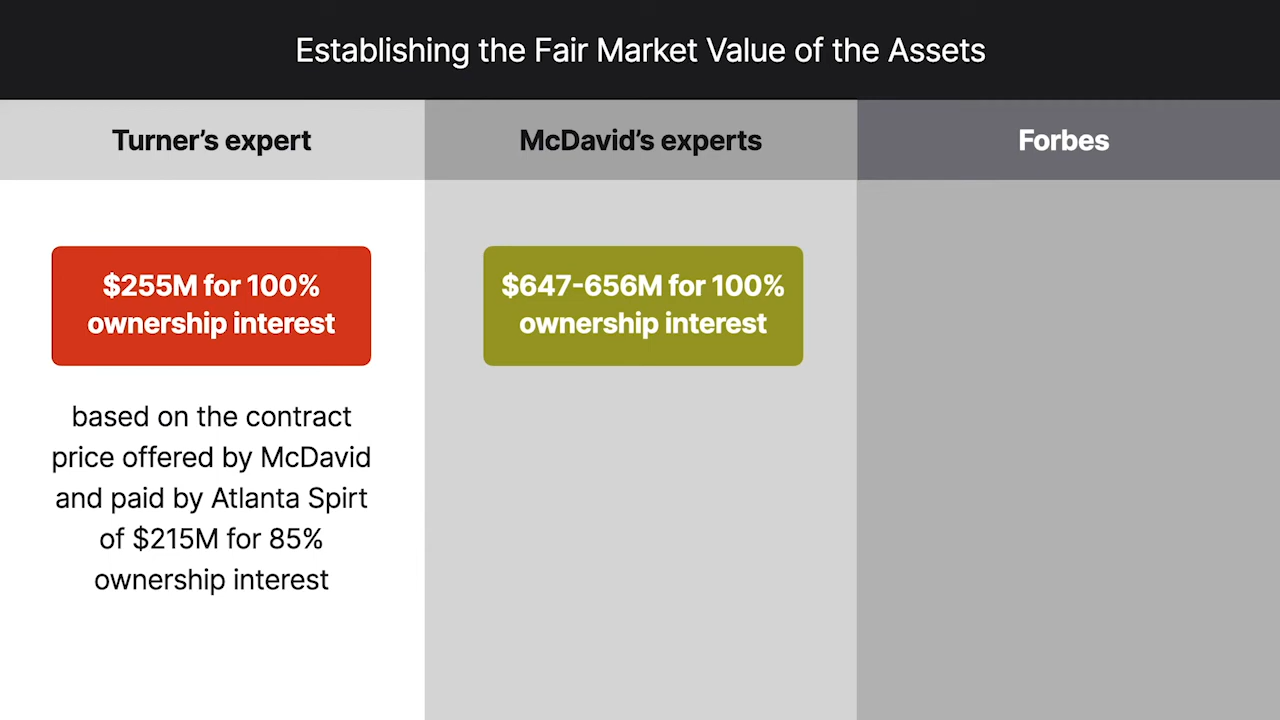 Establishing the Fair Market Value of the Assets
Turner’s expert
McDavid’s experts
Forbes
$255M for 100%
ownership interest
based on the contract
price offered by McDavid
and paid by Atlanta Spirt
of $215M for 85%
ownership interest
$647-656M for 100%
ownership interest